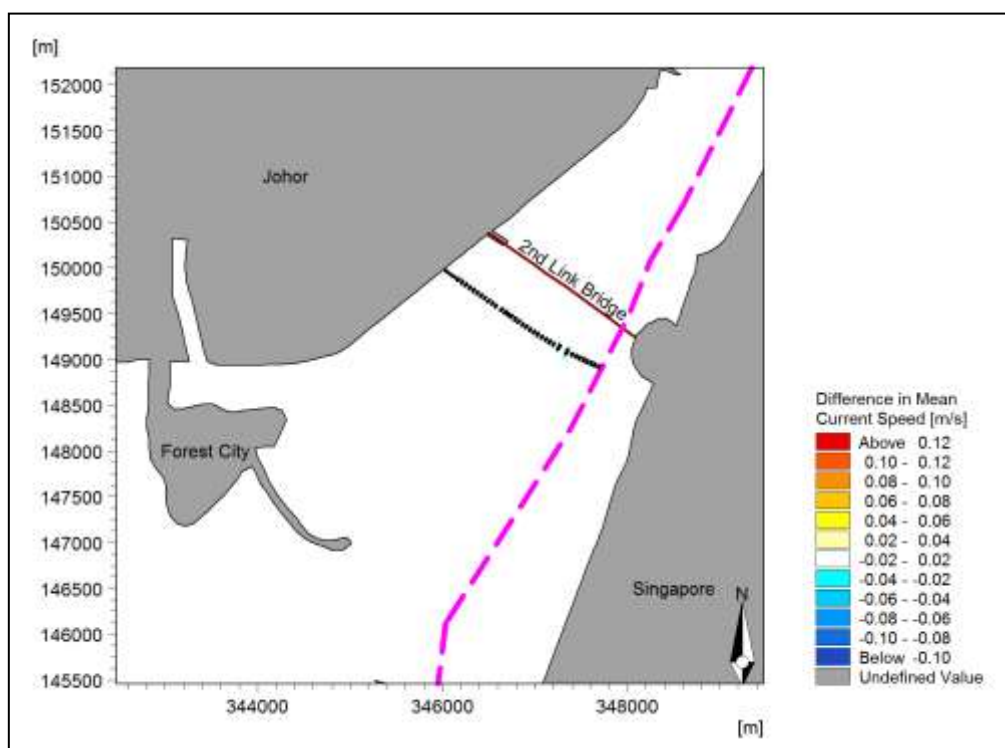 [m]
152000
151500
151000
150500
150000
149500
149000
148500
148000
147500
147000
146500
146000
145500
Johor
2nd Link Bridge
Forest City
Singapore
N
344000 346000 348000
[m]
Difference in Mean
Current Speed [m/s]
Above 0.12
0.10 - 0.12
0.08 - 0.10
0.06 - 0.08
0.04 - 0.06
0.02 - 0.04
-0.02 - 0.02
-0.04 - -0.02
-0.06 - -0.04
-0.08 - -0.06
-0.10 - -0.08
Below -0.10
Undefined Value